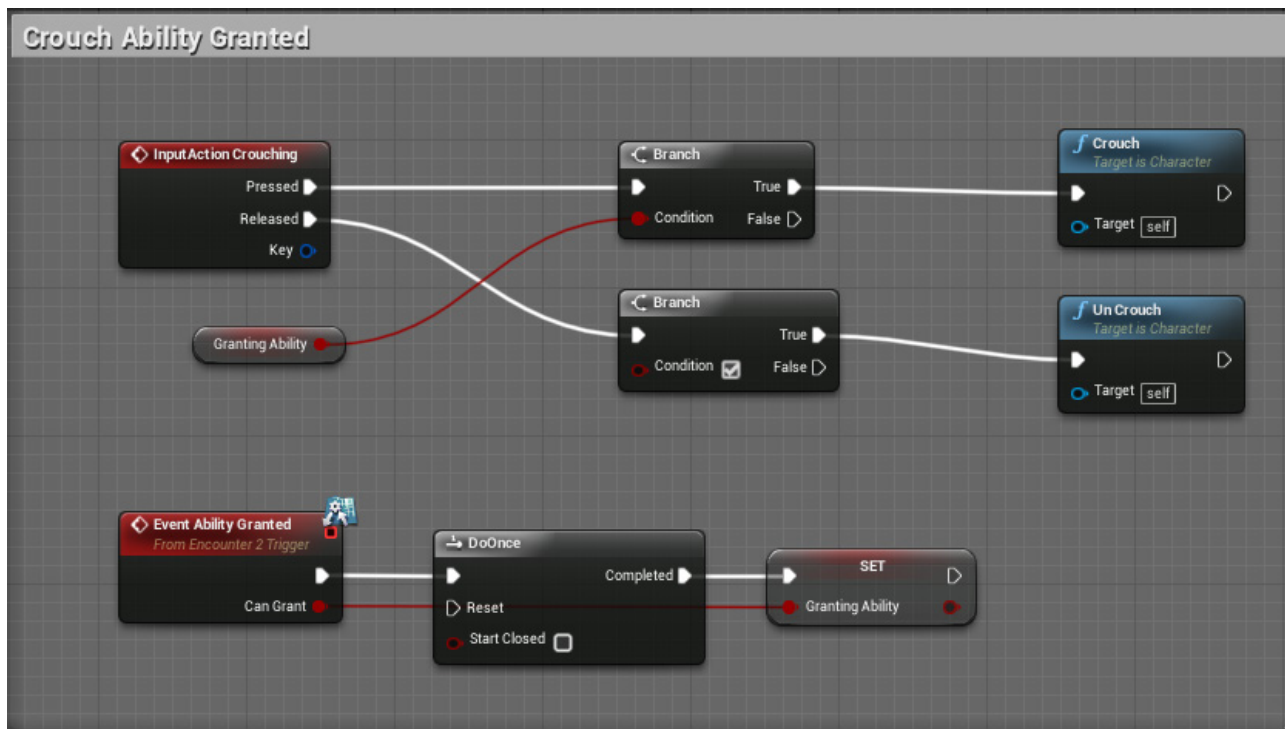 Crouch Ability Granted
InputAction Crouching
Pressed
Released
Key
Granting Ability
Branch
True
Condition
False
Branch
True
Condition
False
Crouch
Target is Character
Target self
Un Crouch
Target is Character
Target self
Event Ability Granted
From Encounter 2 Trigger
Can Grant
DoOnce
Completed
Reset
Start Closed
SET
Granting Ability